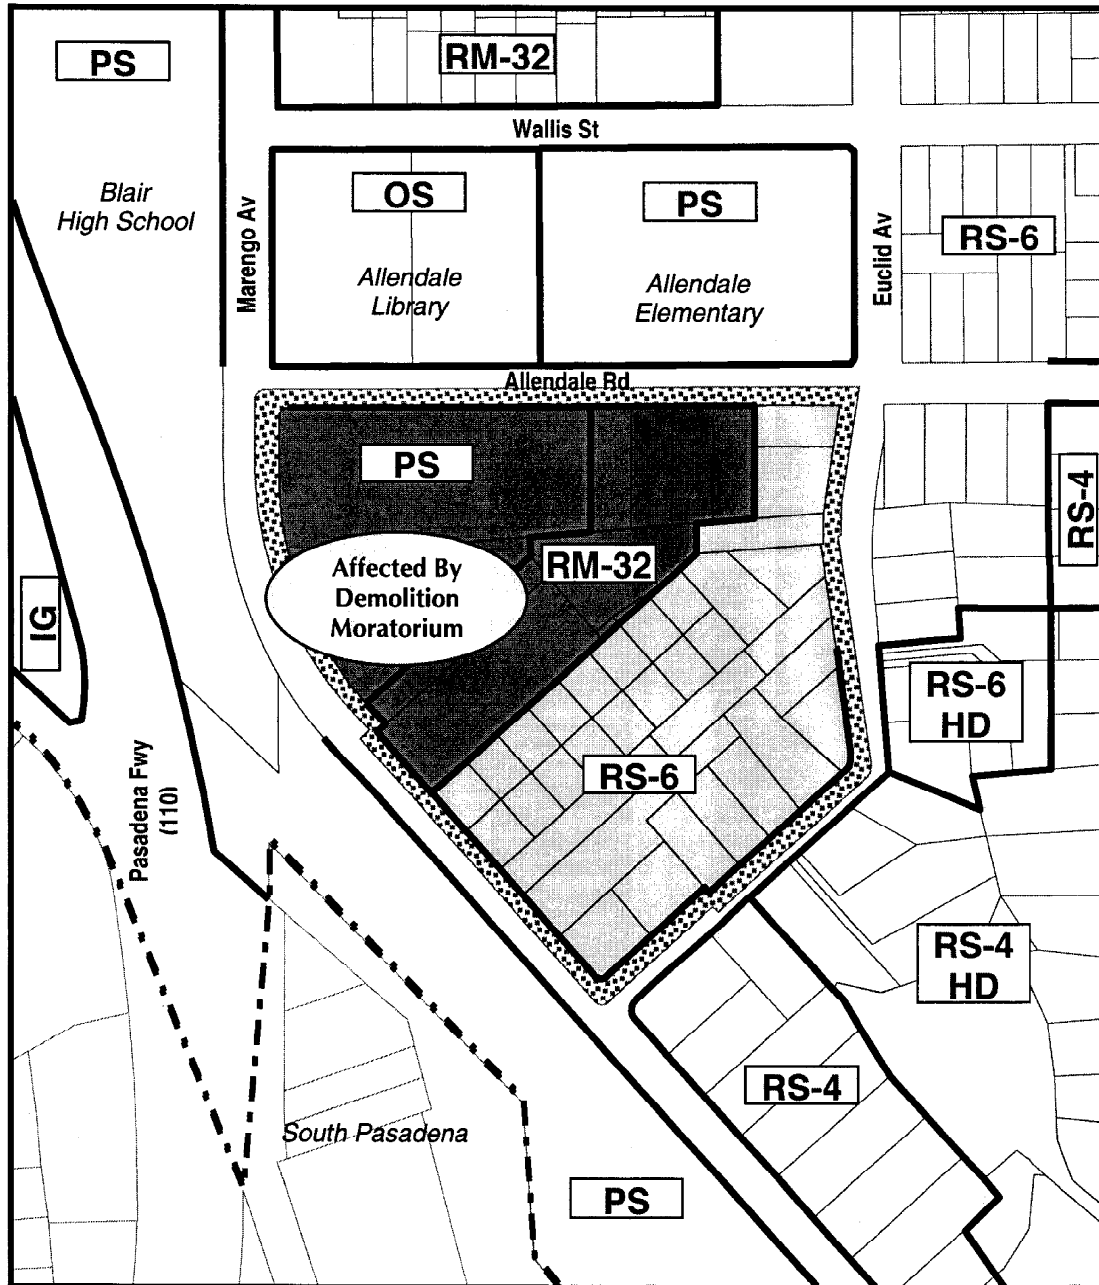 PS
RM-32
Wallis St
Blair
High School
Marengo Av
OS
PS
Allendale
Library
Allendale
Elementary
Euclid Av
RS-6
Allendale Rd
PS
RM-32
Affected By
Demolition
Moratorium
RS-4
IG
RS-6
HD
RS-6
Pasadena Fwy
(110)
RS-4
HD
RS-4
South Pasadena
PS